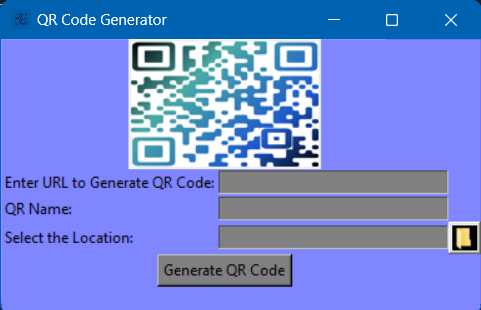 QR Code Generator
Enter URL to Generate QR Code:
QR Name:
Select the Location:
Generate QR Code